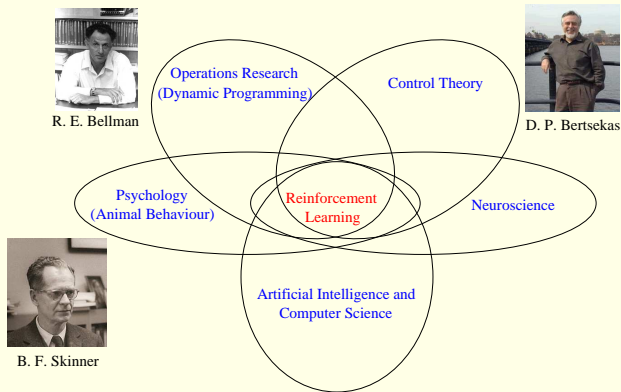 Operations Research
(Dynamic Programming)
Control Theory
R. E. Bellman
D. P. Bertsekas
Psychology
(Animal Behaviour)
Reinforcement
Learning
Neuroscience
Artificial Intelligence and
Computer Science
B. F. Skinner